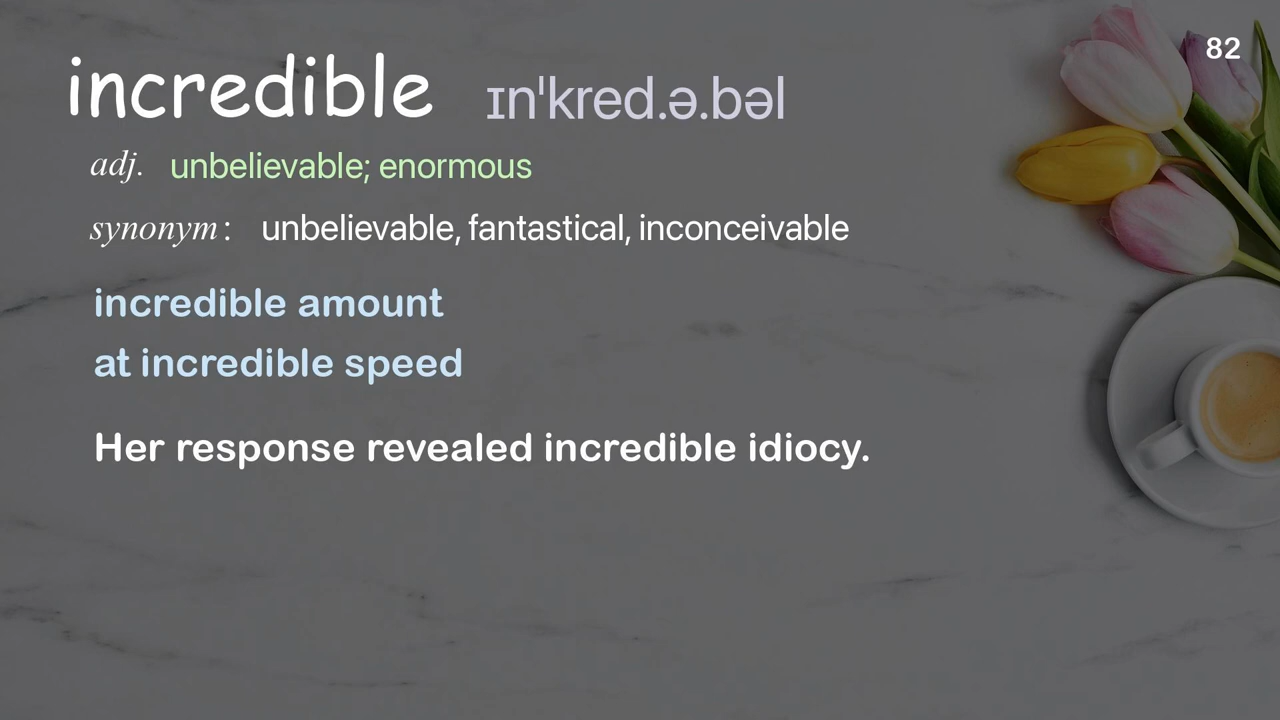 82
incredible ɪnˈkred.ə.bəl
adj. unbelievable; enormous
synonym: unbelievable, fantastical, inconceivable
incredible amount
at incredible speed
Her response revealed incredible idiocy.